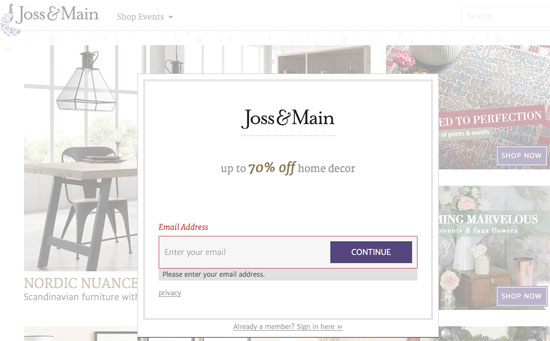 Joss&Main
Shop Events
Search
Joss&Main
up to 70% off home decor
Email Address
Enter your email
CONTINUE
Please enter your email address.
privacy
Already a member? Sign in here »
NORDIC NUANCE
Scandinavian furniture with
ED TO PERFECTION
of prints & motifs
SHOP NOW
MING MARVELOUS
accents & faux flowers
SHOP NOW